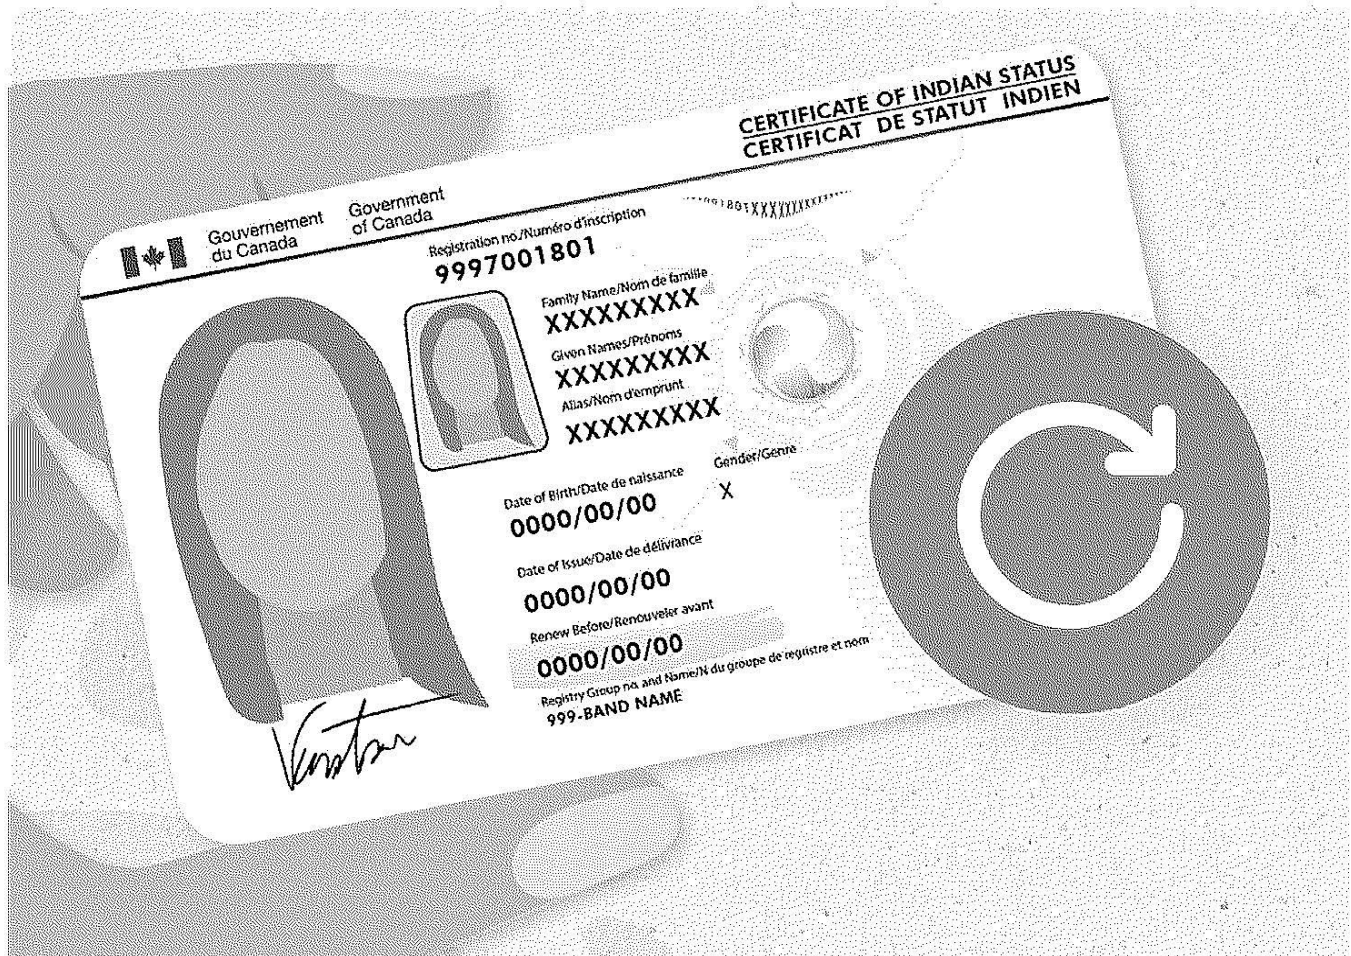 CERTIFICATE OF INDIAN STATUS
CERTIFICAT DE STATUT INDIEN
Gouvernement du Canada
Government of Canada
Registration no./Numéro d'inscription
9997001801
Family Name/Nom de famille
XXXXXXXXX
Given Names/Prénoms
XXXXXXXXX
Alias/Nom d'emprunt
XXXXXXXXX
Date of Birth/Date de naissance
0000/00/00
Gender/Genre
X
Date of Issue/Date de délivrance
0000/00/00
Renew Before/Renouveler avant
0000/00/00
Registry Group no. and Name/N du groupe de registre et nom
999-BAND NAME